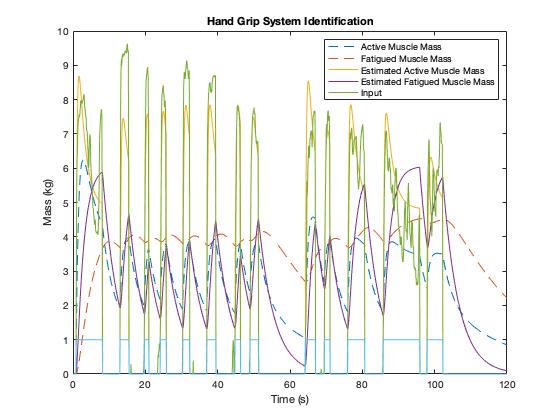 Hand Grip System Identification
10
9
8
7
6
5
4
3
2
1
0
Mass (kg)
Active Muscle Mass
Fatigued Muscle Mass
Estimated Active Muscle Mass
Estimated Fatigued Muscle Mass
Input
0
20
40
60
80
100
120
Time (s)